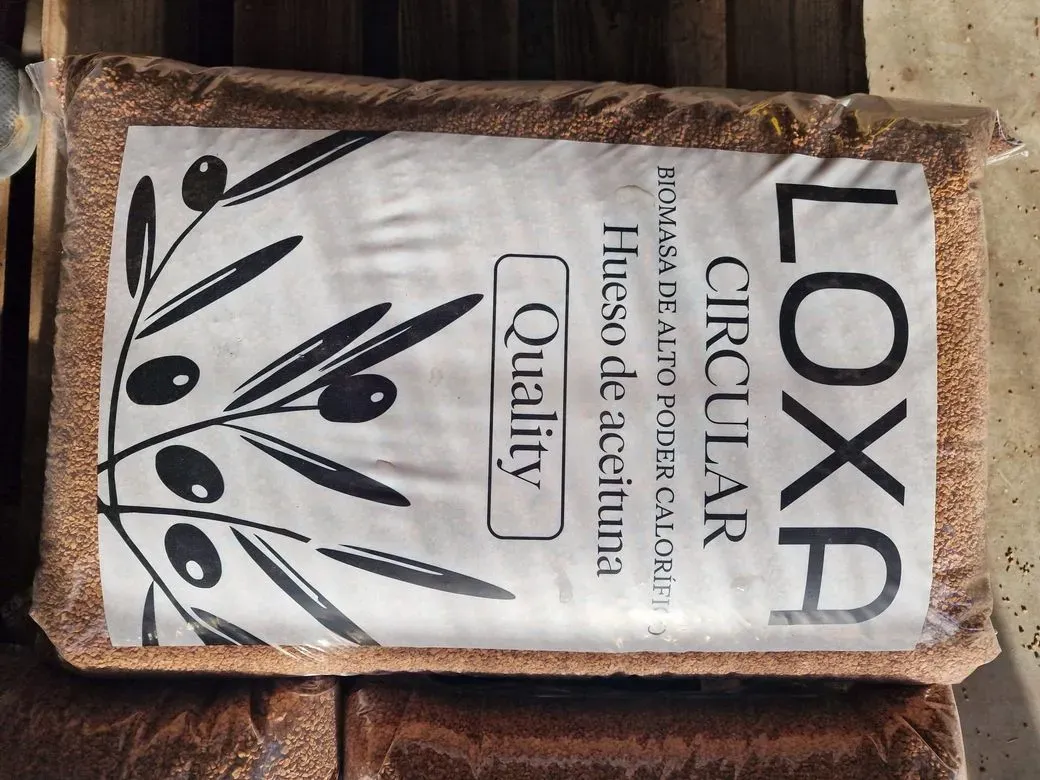 LOXA
CIRCULAR
BIOMASA DE ALTO PODER CALORÍFICO
Hueso de aceituna
Quality